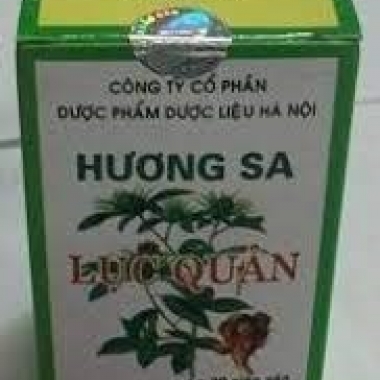 CÔNG TY CỔ PHẦN
DƯỢC PHẨM DƯỢC LIỆU HÀ NỘI
HƯƠNG SA
LỤC QUÂN